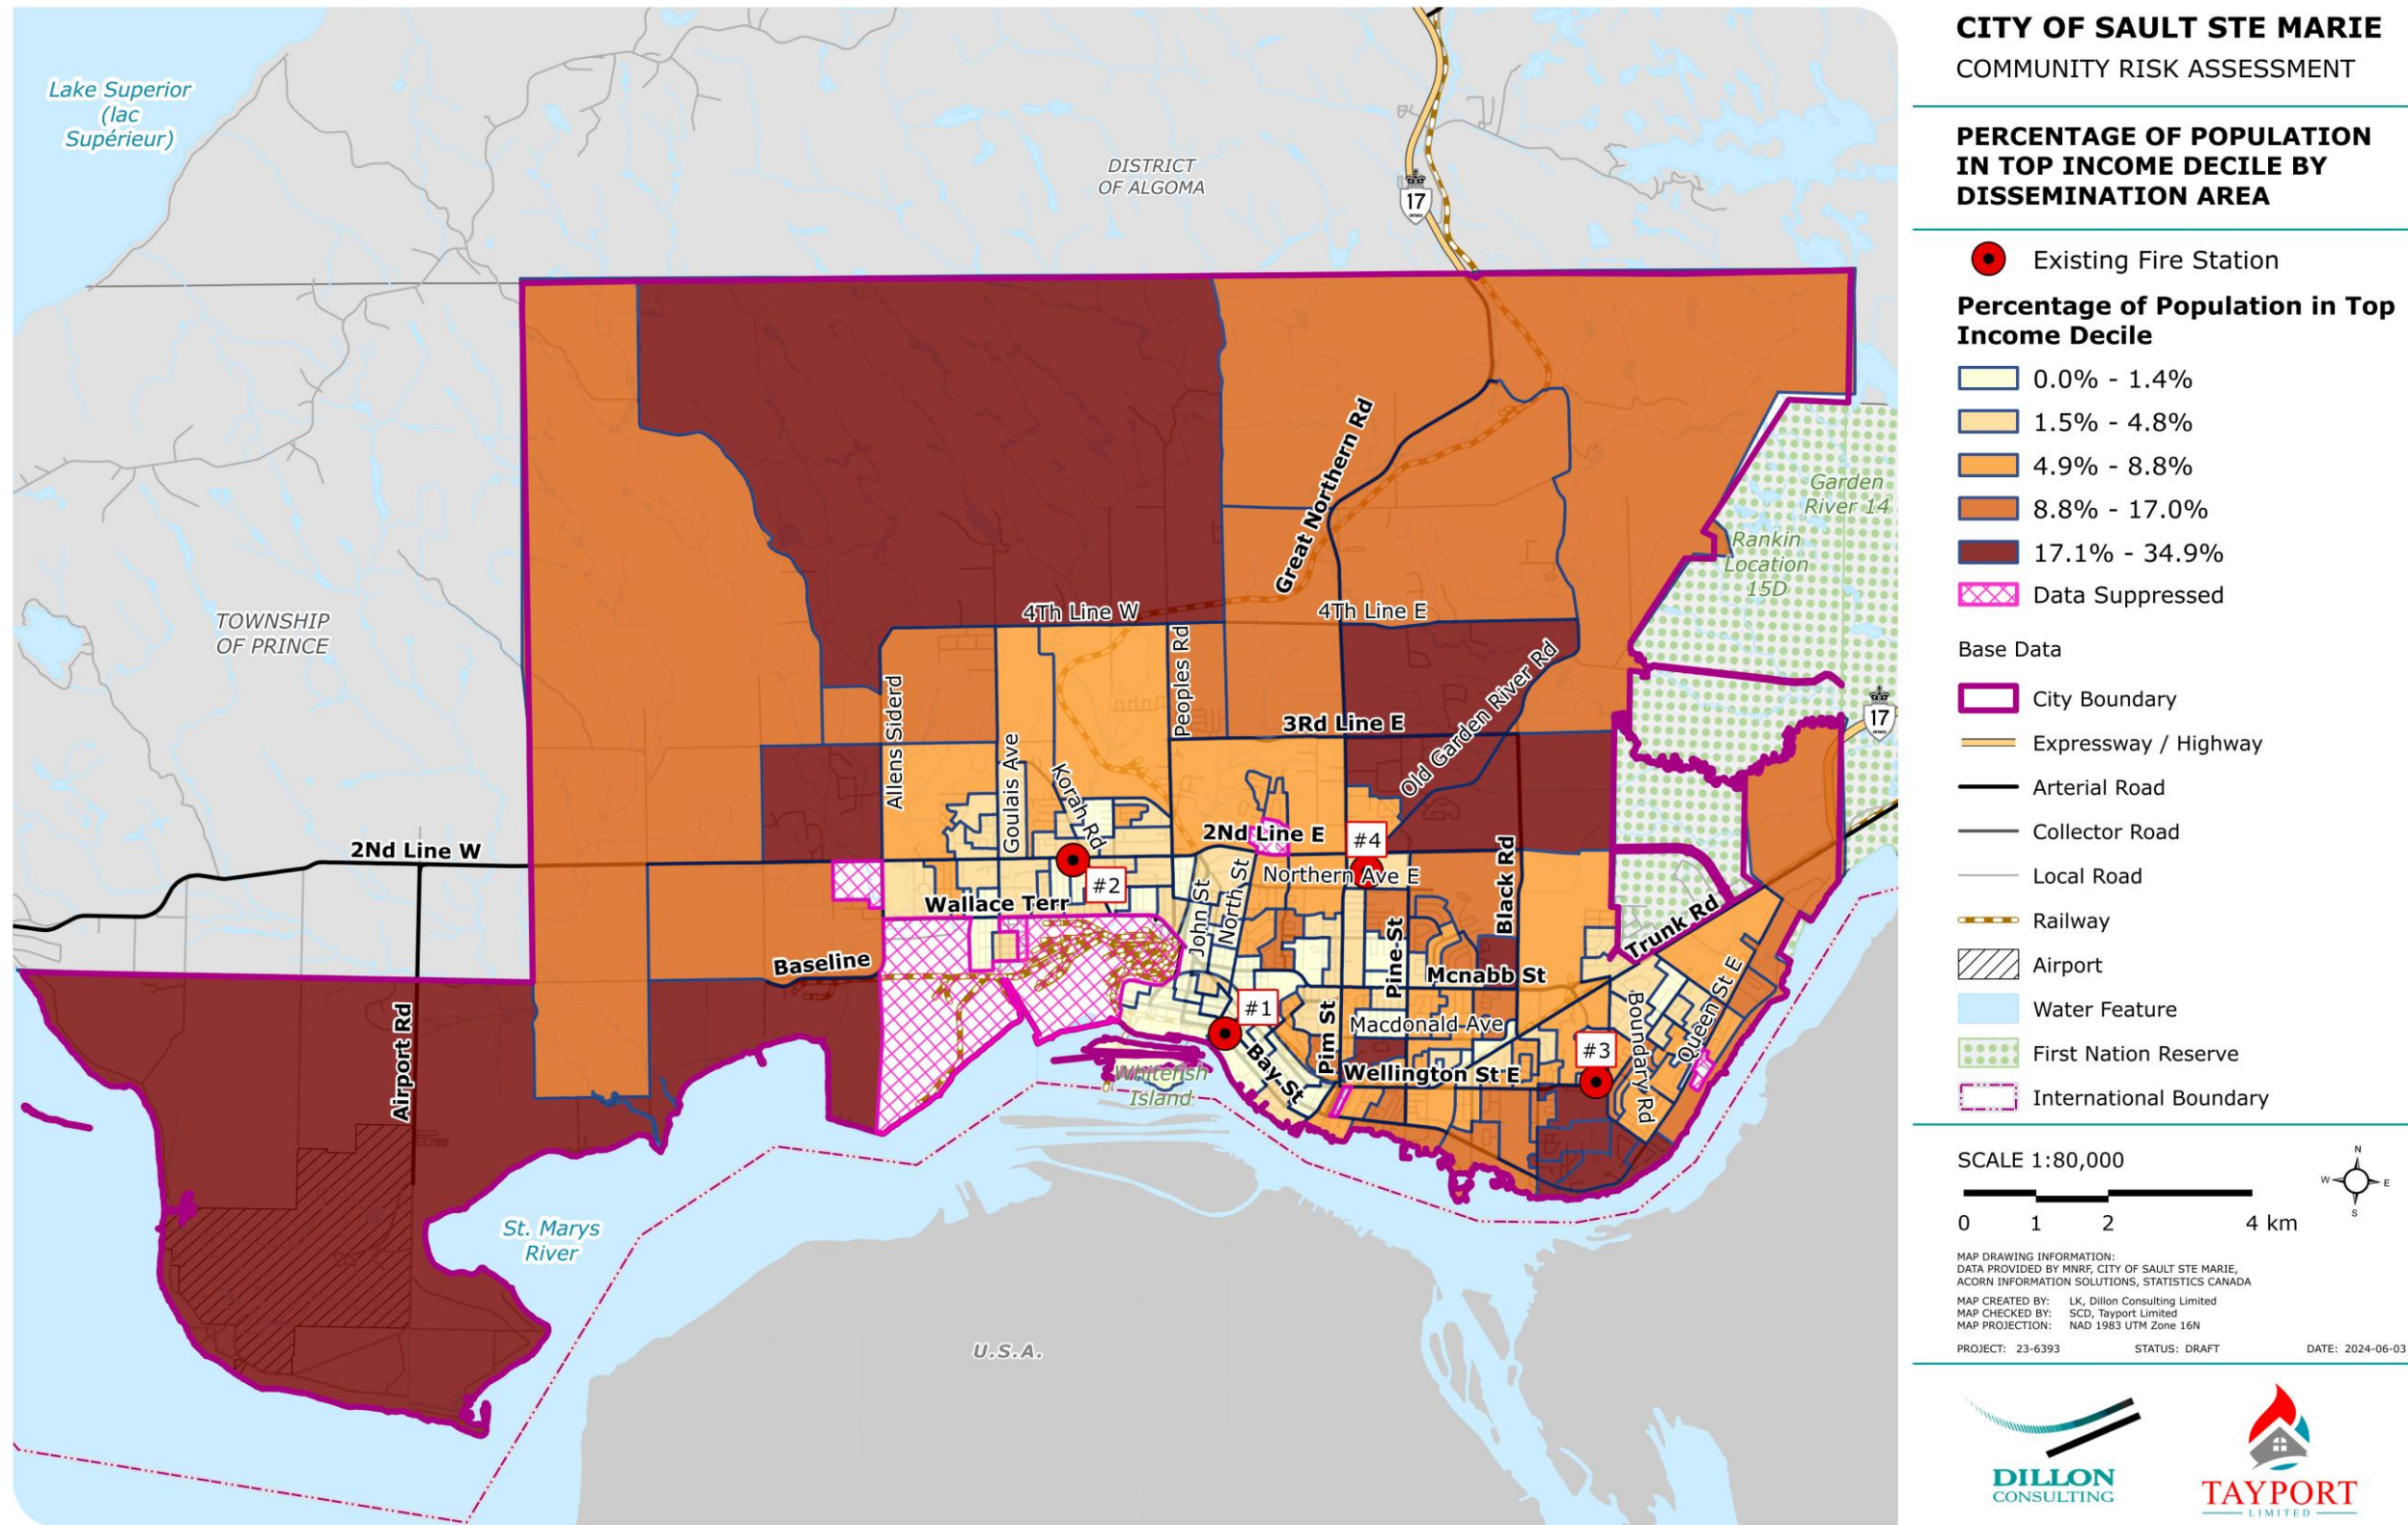 Lake Superior
(lac
Supérieur)
DISTRICT
OF ALGOMA
17
ONTARIO
TOWNSHIP
OF PRINCE
Garden
River 14
Rankin
Location
15D
17
Great Northern Rd
4Th Line W
4Th Line E
Peoples Rd
Allens Siderd
3Rd Line E
Old Garden River Rd
Goulais Ave
Korah Rd
2Nd Line W
2Nd Line E
#4
Black Rd
#2
Northern Ave E
North St
John St
Wallace Terr
Pine St
Trunk Rd
Baseline
Mcnabb St
Queen St E
Airport Rd
#1
Pim St
Macdonald Ave
Boundary Rd
#3
Bay St
Wellington St E
Whitefish
Island
St. Marys
River
U.S.A.
CITY OF SAULT STE MARIE
COMMUNITY RISK ASSESSMENT
PERCENTAGE OF POPULATION
IN TOP INCOME DECILE BY
DISSEMINATION AREA
Existing Fire Station
Percentage of Population in Top
Income Decile
0.0% - 1.4%
1.5% - 4.8%
4.9% - 8.8%
8.8% - 17.0%
17.1% - 34.9%
Data Suppressed
Base Data
City Boundary
Expressway / Highway
Arterial Road
Collector Road
Local Road
Railway
Airport
Water Feature
First Nation Reserve
International Boundary
SCALE 1:80,000
N
W E
S
0 1 2 4 km
MAP DRAWING INFORMATION:
DATA PROVIDED BY MNRF, CITY OF SAULT STE MARIE,
ACORN INFORMATION SOLUTIONS, STATISTICS CANADA
MAP CREATED BY: LK, Dillon Consulting Limited
MAP CHECKED BY: SCD, Tayport Limited
MAP PROJECTION: NAD 1983 UTM Zone 16N
PROJECT: 23-6393 STATUS: DRAFT DATE: 2024-06-03
DILLON
CONSULTING
TAYPORT
LIMITED